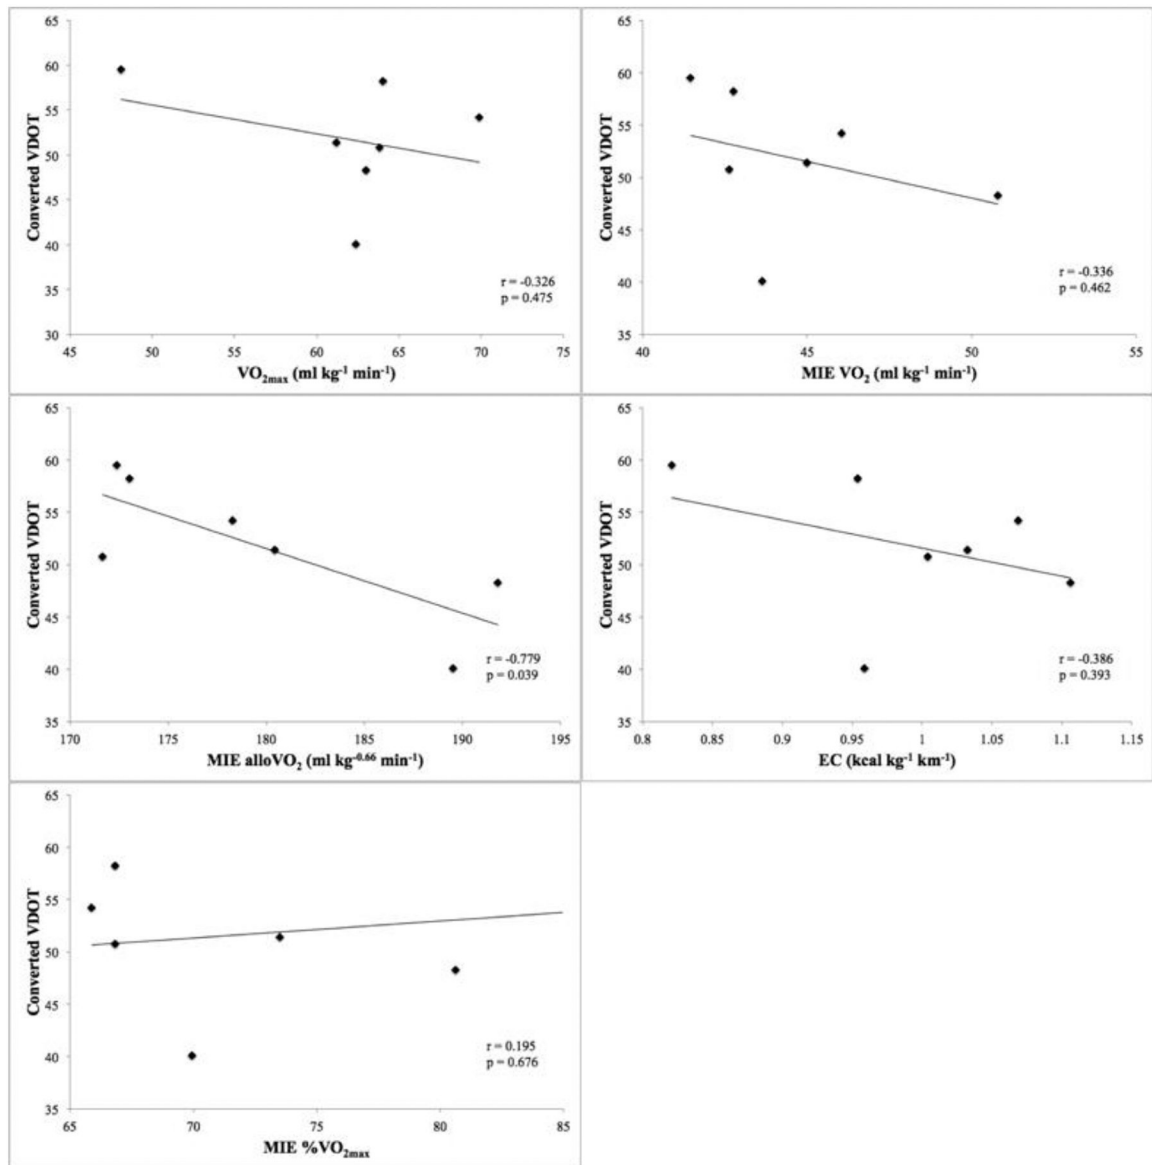 65
60
55
50
45
40
35
30
Converted VDOT
45 50 55 60 65 70 75
VO₂max (ml kg⁻¹ min⁻¹)
r = -0.326
p = 0.475
65
60
55
50
45
40
35
Converted VDOT
40 45 50 55
MIE VO₂ (ml kg⁻¹ min⁻¹)
r = -0.336
p = 0.462
65
60
55
50
45
40
35
Converted VDOT
170 175 180 185 190 195
MIE alloVO₂ (ml kg⁻⁰·⁶⁶ min⁻¹)
r = -0.779
p = 0.039
65
60
55
50
45
40
35
Converted VDOT
0.8 0.85 0.9 0.95 1 1.05 1.1 1.15
EC (kcal kg⁻¹ km⁻¹)
r = -0.386
p = 0.393
65
60
55
50
45
40
35
Converted VDOT
65 70 75 80 85
MIE %VO₂max
r = 0.195
p = 0.676